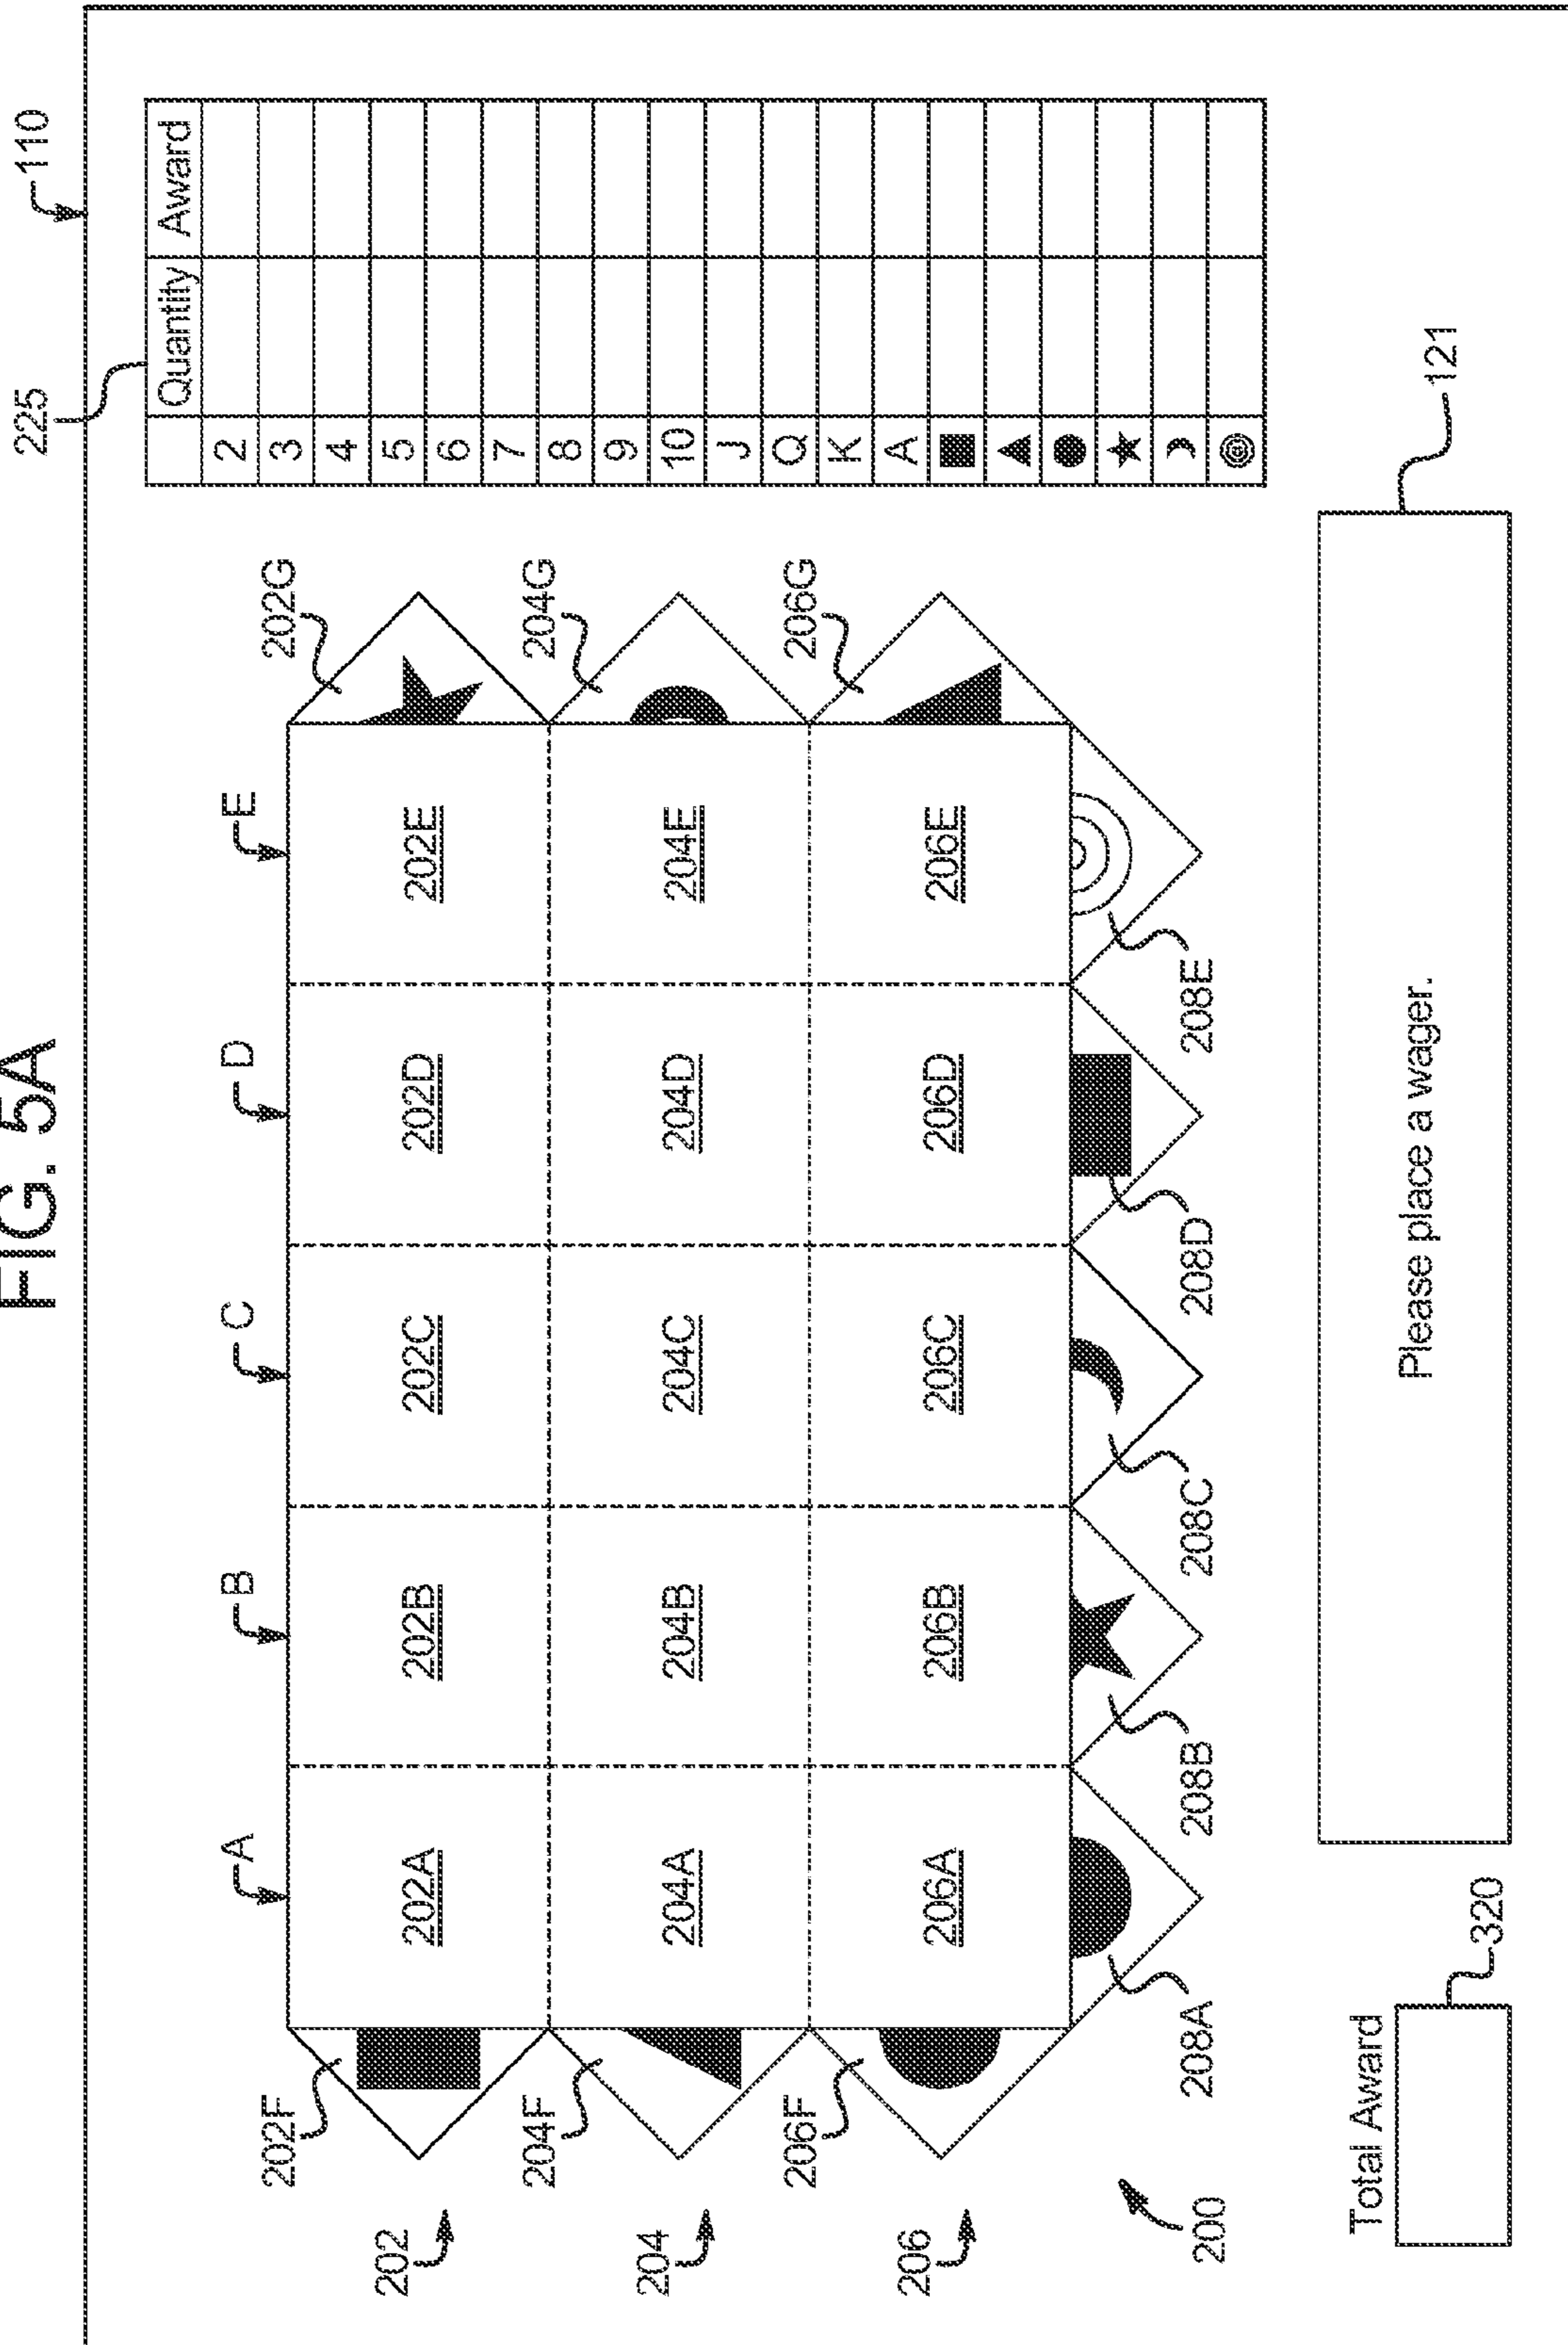 FIG. 5A
110
225
Quantity Award
2
3
4
5
6
7
8
9
10
J
Q
K
A
A B C D E
202 202F 202A 202B 202C 202D 202E 202G
204 204F 204A 204B 204C 204D 204E 204G
206 206F 206A 206B 206C 206D 206E 206G
200 208A 208B 208C 208D 208E
Total Award
320
Please place a wager.
121